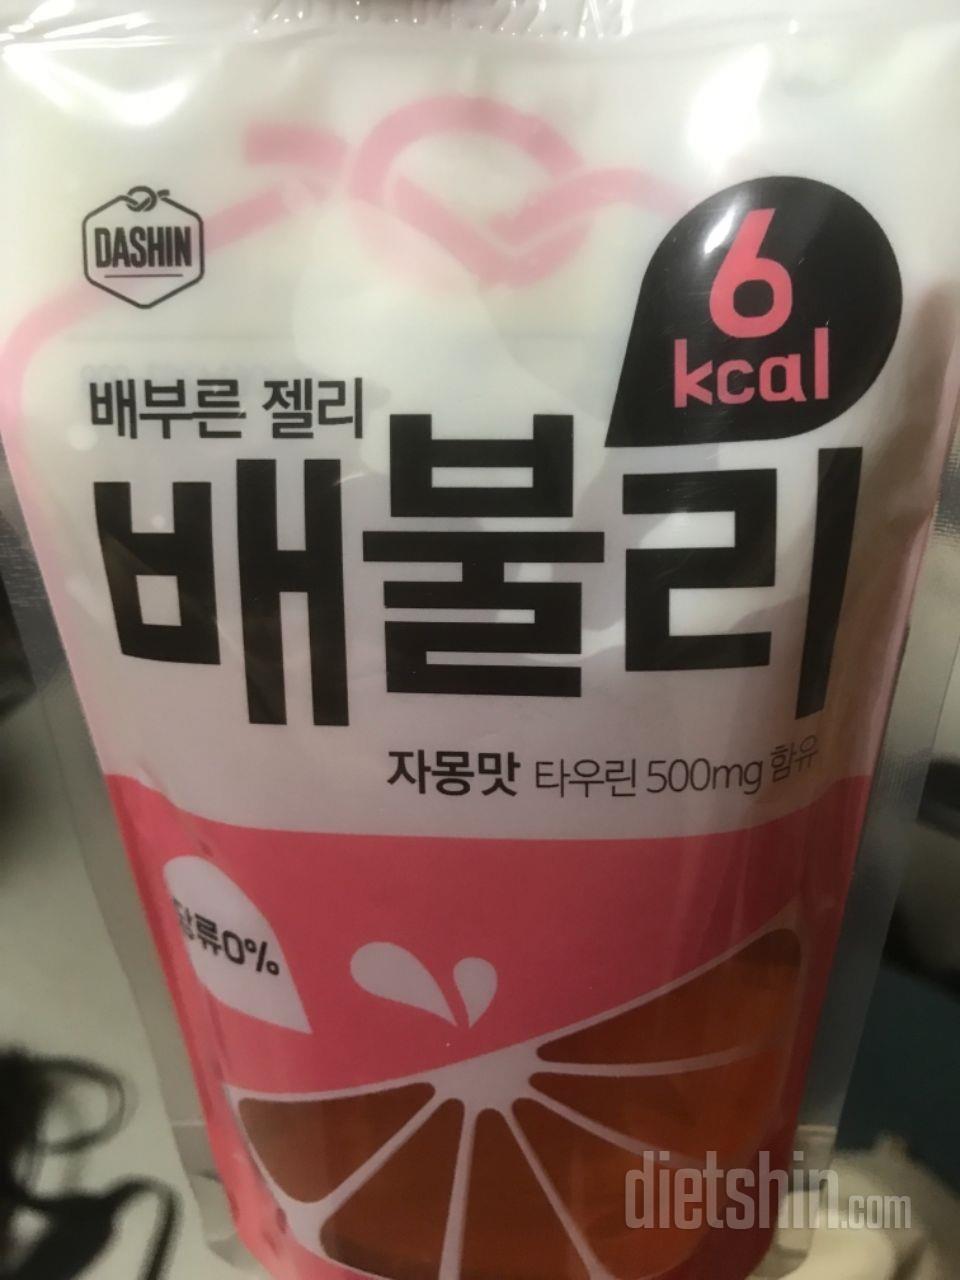 DASHIN
6
kcal
배부른 젤리
배불리
자몽맛 타우린 500mg 함유
당류0%
dietshin.com